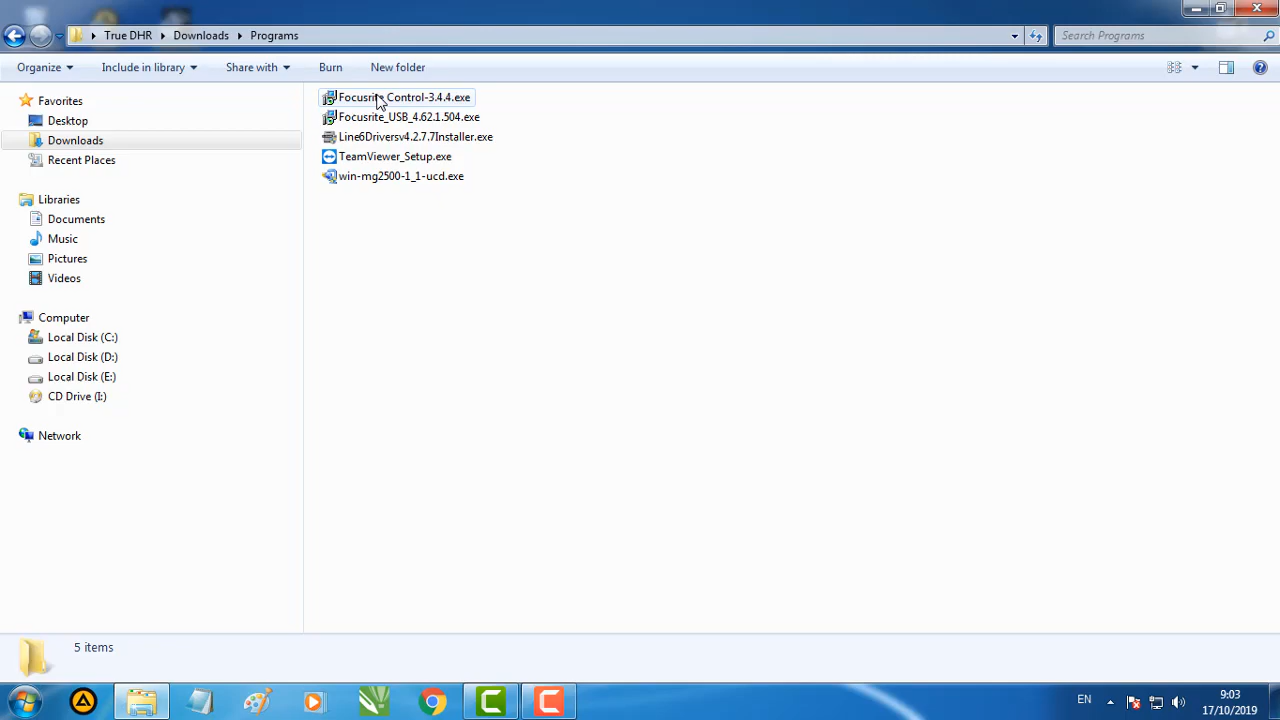 True DHR Downloads Programs
Search Programs
Organize Include in library Share with Burn New folder
Favorites
Desktop
Downloads
Recent Places
Libraries
Documents
Music
Pictures
Videos
Computer
Local Disk (C:)
Local Disk (D:)
Local Disk (E:)
CD Drive (I:)
Network
Focusrite Control-3.4.4.exe
Focusrite_USB_4.62.1.504.exe
Line6Driversv4.2.7.7Installer.exe
TeamViewer_Setup.exe
win-mg2500-1_1-ucd.exe
5 items
EN
9:03
17/10/2019